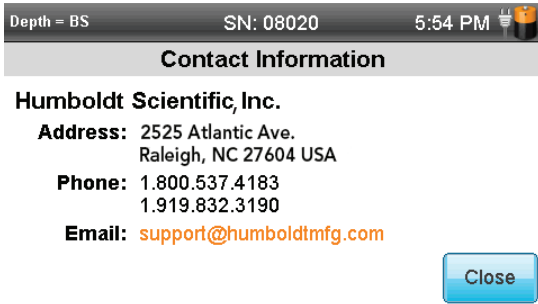 Depth = BS SN: 08020 5:54 PM
Contact Information
Humboldt Scientific, Inc.
Address: 2525 Atlantic Ave.
Raleigh, NC 27604 USA
Phone: 1.800.537.4183
1.919.832.3190
Email: support@humboldtmfg.com
Close